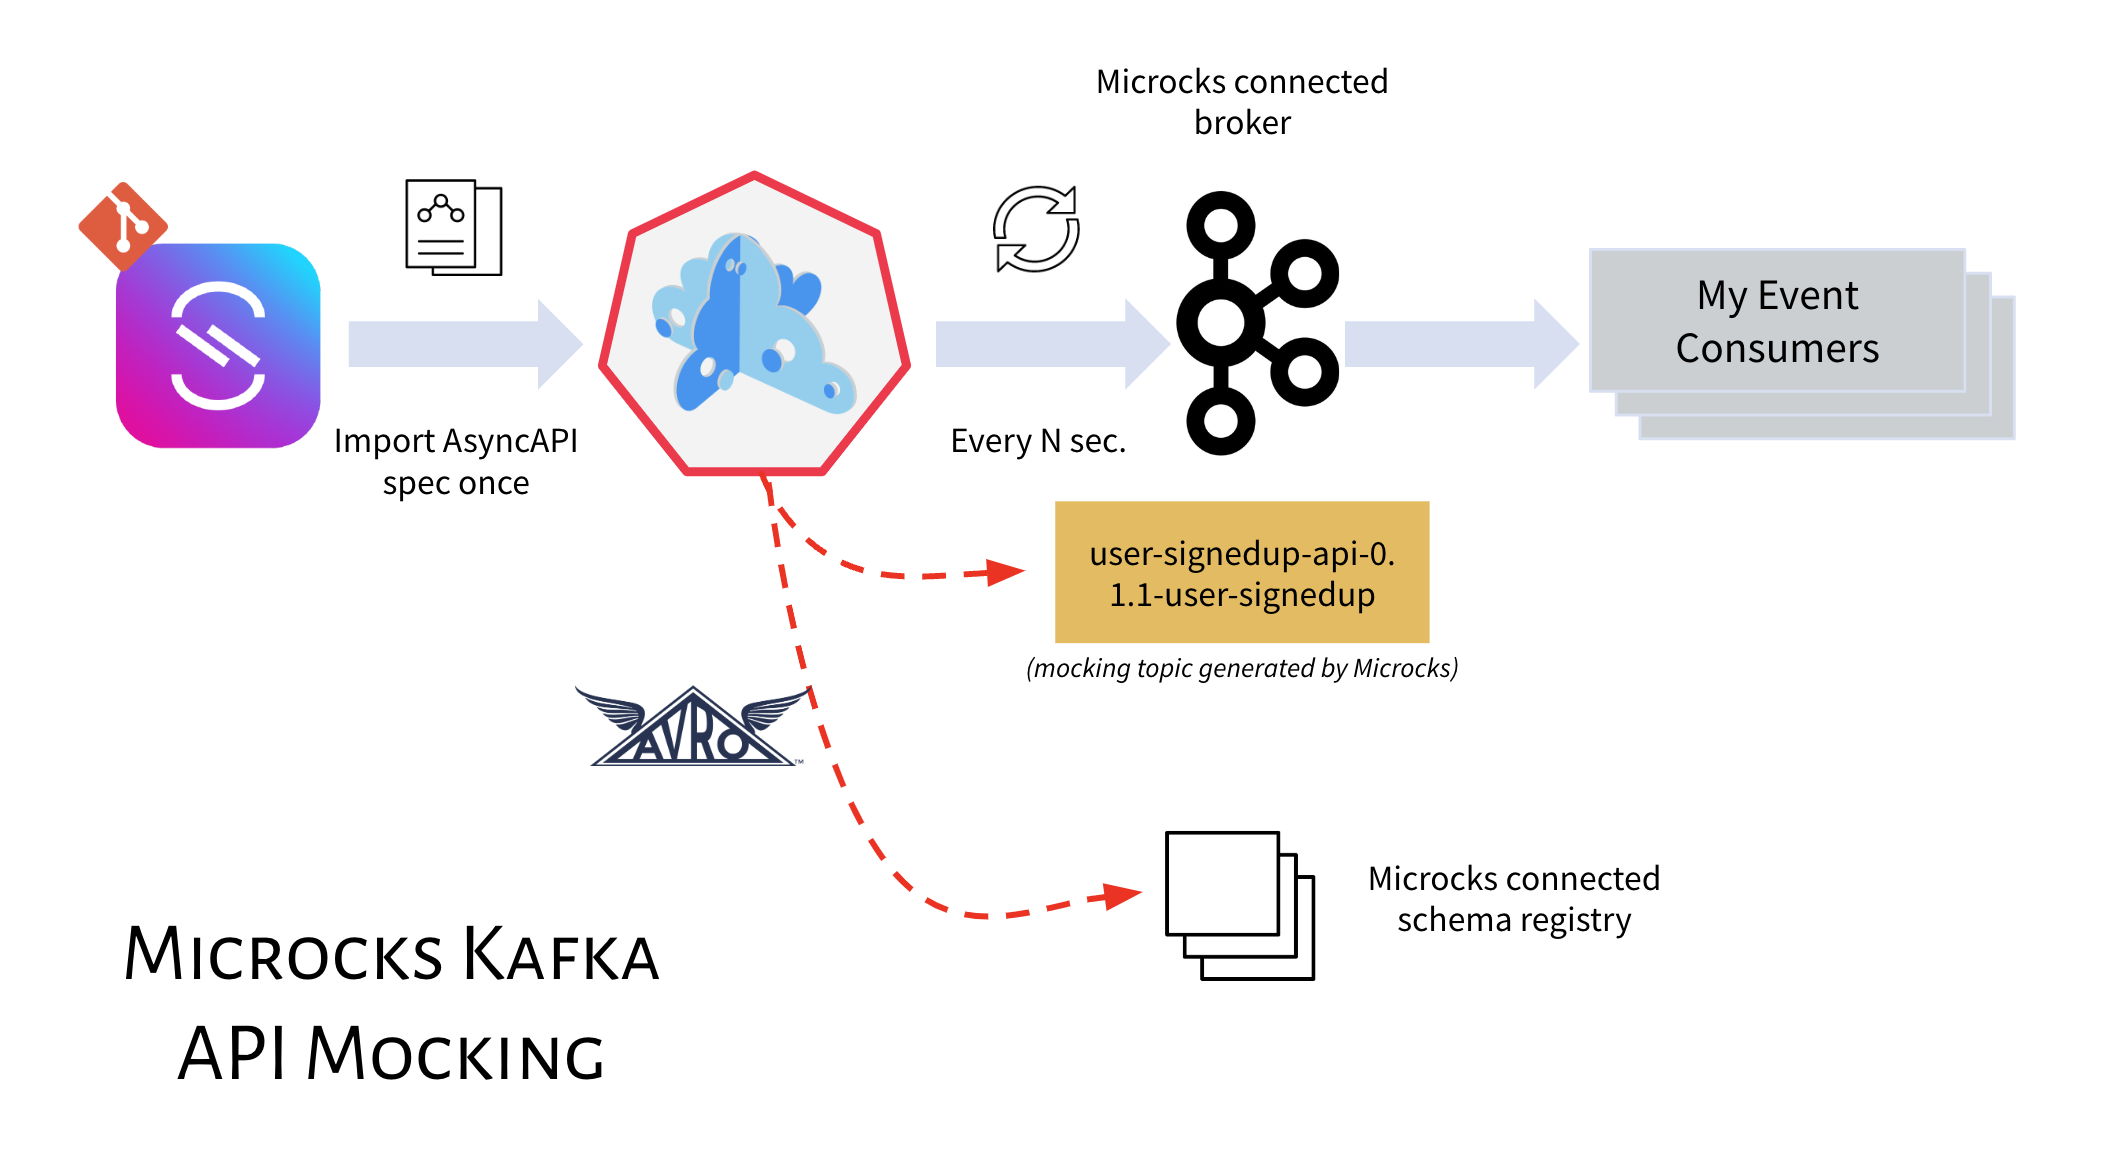 Microcks connected
broker
My Event
Consumers
Import AsyncAPI
spec once
Every N sec.
user-signedup-api-0.
1.1-user-signedup
(mocking topic generated by Microcks)
AVRO
™
Microcks connected
schema registry
MICROCKS KAFKA
API MOCKING